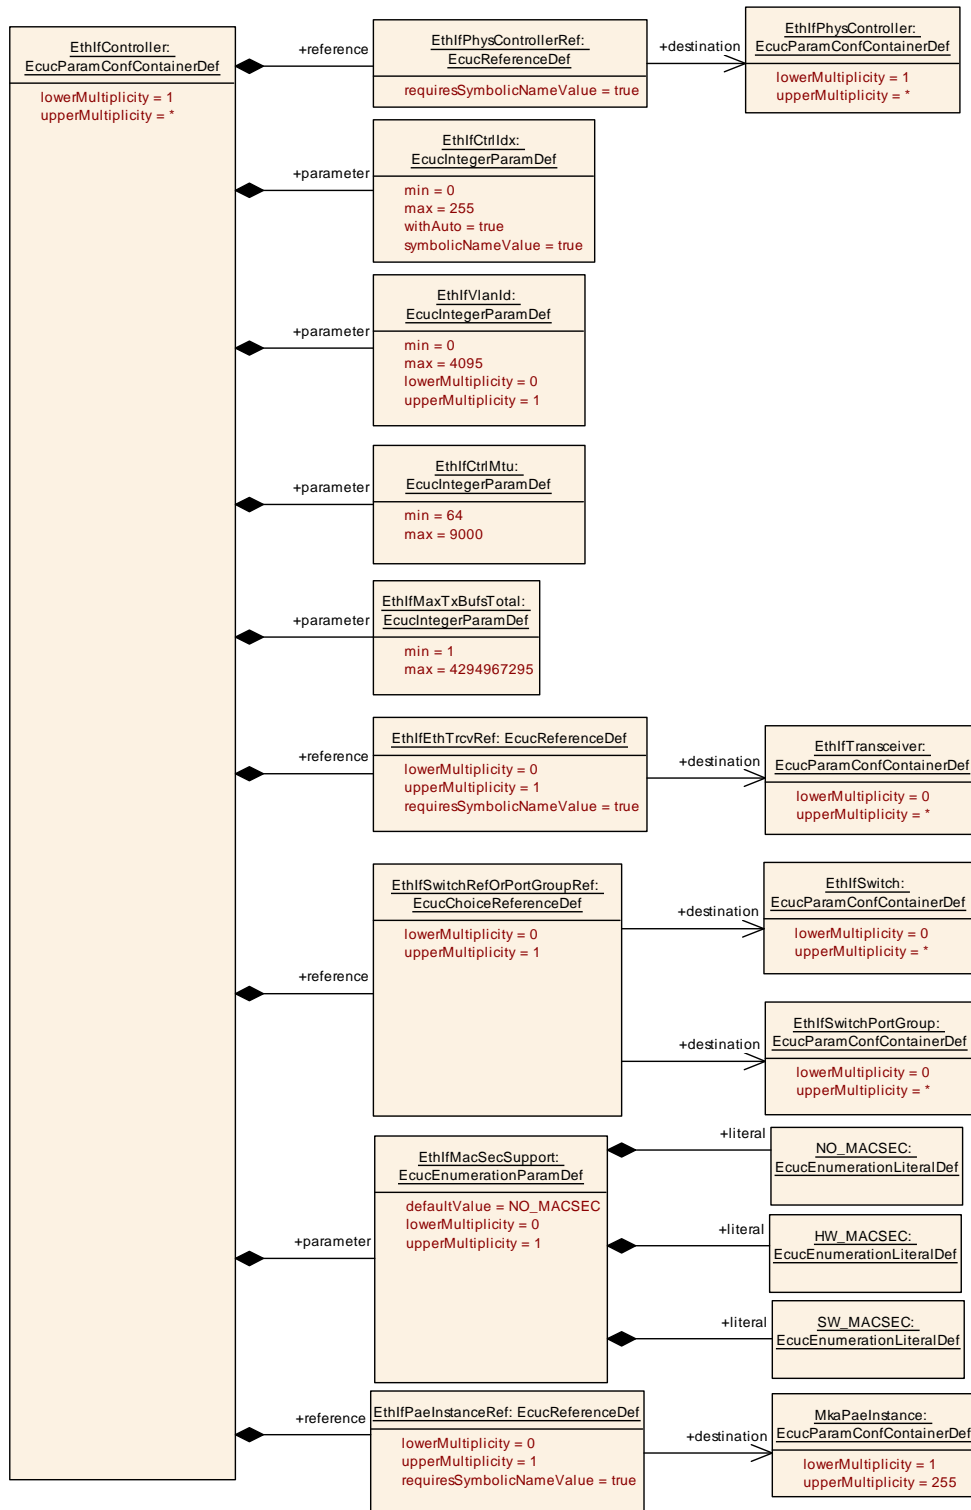 EthIfController:
EcucParamConfContainerDef
lowerMultiplicity = 1
upperMultiplicity = *
+reference
EthIfPhysControllerRef:
EcucReferenceDef
requiresSymbolicNameValue = true
+destination
EthIfPhysController:
EcucParamConfContainerDef
lowerMultiplicity = 1
upperMultiplicity = *
+parameter
EthIfCtrlIdx:
EcucIntegerParamDef
min = 0
max = 255
withAuto = true
symbolicNameValue = true
+parameter
EthIfVlanId:
EcucIntegerParamDef
min = 0
max = 4095
lowerMultiplicity = 0
upperMultiplicity = 1
+parameter
EthIfCtrlMtu:
EcucIntegerParamDef
min = 64
max = 9000
+parameter
EthIfMaxTxBufsTotal:
EcucIntegerParamDef
min = 1
max = 4294967295
+reference
EthIfEthTrcvRef: EcucReferenceDef
lowerMultiplicity = 0
upperMultiplicity = 1
requiresSymbolicNameValue = true
+destination
EthIfTransceiver:
EcucParamConfContainerDef
lowerMultiplicity = 0
upperMultiplicity = *
+reference
EthIfSwitchRefOrPortGroupRef:
EcucChoiceReferenceDef
lowerMultiplicity = 0
upperMultiplicity = 1
+destination
EthIfSwitch:
EcucParamConfContainerDef
lowerMultiplicity = 0
upperMultiplicity = *
+destination
EthIfSwitchPortGroup:
EcucParamConfContainerDef
lowerMultiplicity = 0
upperMultiplicity = *
+parameter
EthIfMacSecSupport:
EcucEnumerationParamDef
defaultValue = NO_MACSEC
lowerMultiplicity = 0
upperMultiplicity = 1
+literal
NO_MACSEC:
EcucEnumerationLiteralDef
+literal
HW_MACSEC:
EcucEnumerationLiteralDef
+literal
SW_MACSEC:
EcucEnumerationLiteralDef
+reference
EthIfPaeInstanceRef: EcucReferenceDef
lowerMultiplicity = 0
upperMultiplicity = 1
requiresSymbolicNameValue = true
+destination
MkaPaeInstance:
EcucParamConfContainerDef
lowerMultiplicity = 1
upperMultiplicity = 255